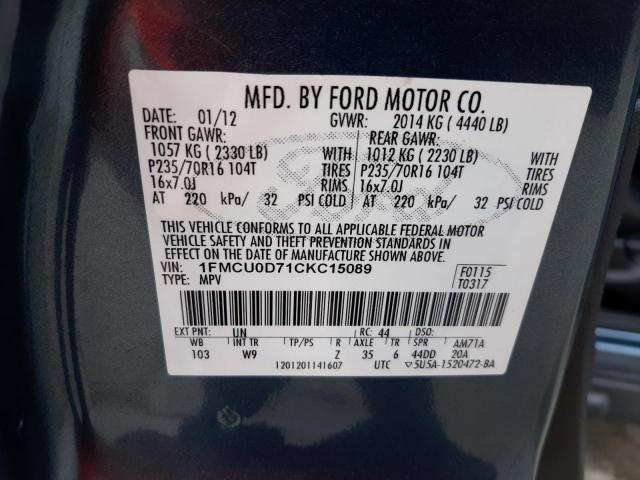 MFD. BY FORD MOTOR CO.
DATE: 01/12 GVWR: 2014 KG ( 4440 LB)
FRONT GAWR: REAR GAWR:
1057 KG ( 2330 LB) WITH 1012 KG ( 2230 LB) WITH
P235/70R16 104T TIRES P235/70R16 104T TIRES
16x7.0J RIMS 16x7.0J RIMS
AT 220 kPa/ 32 PSI COLD AT 220 kPa/ 32 PSI COLD
THIS VEHICLE CONFORMS TO ALL APPLICABLE FEDERAL MOTOR
VEHICLE SAFETY AND THEFT PREVENTION STANDARDS IN
EFFECT ON THE DATE OF MANUFACTURE SHOWN ABOVE.
VIN: 1FMCU0D71CKC15089 F0115
TYPE: MPV T0317
EXT PNT: UN RC: 44 DSO:
WB INT TR TP/PS R AXLE TR SPR AM71A
103 W9 Z 35 6 44DD 20A
1201201141607 UTC ▽5U5A-1520472-BA
Ford